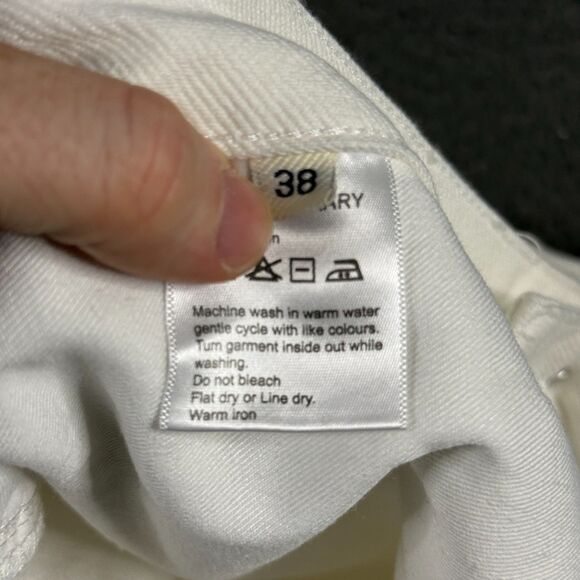 38
ARY
n
Machine wash in warm water
gentle cycle with like colours.
Turn garment inside out while
washing.
Do not bleach
Flat dry or Line dry.
Warm iron